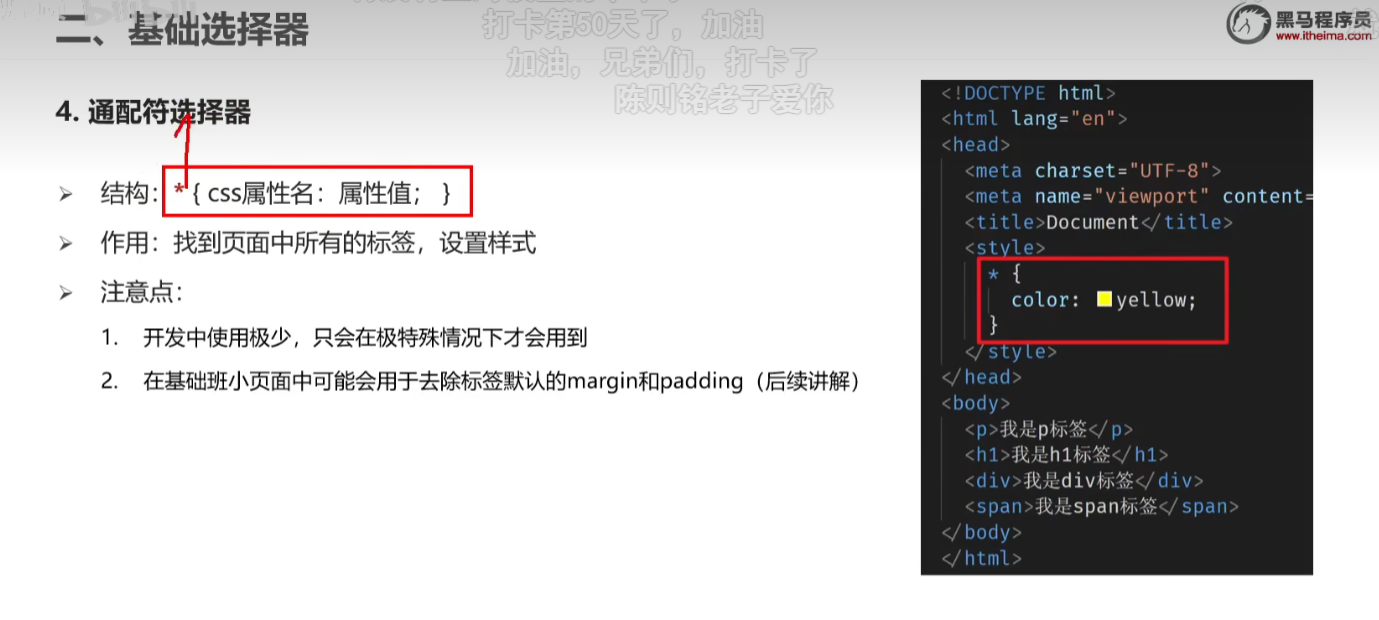 二、基础选择器
打卡第50天了，加油
加油，兄弟们，打卡了
陈则铭老子爱你
黑马程序员
www.itheima.com
4. 通配符选择器
➢ 结构：* { css属性名：属性值； }
➢ 作用：找到页面中所有的标签，设置样式
➢ 注意点：
1. 开发中使用极少，只会在极特殊情况下才会用到
2. 在基础班小页面中可能会用于去除标签默认的margin和padding（后续讲解）
<!DOCTYPE html>
<html lang="en">
<head>
<meta charset="UTF-8">
<meta name="viewport" content=
<title>Document</title>
<style>
* {
color: yellow;
}
</style>
</head>
<body>
<p>我是p标签</p>
<h1>我是h1标签</h1>
<div>我是div标签</div>
<span>我是span标签</span>
</body>
</html>